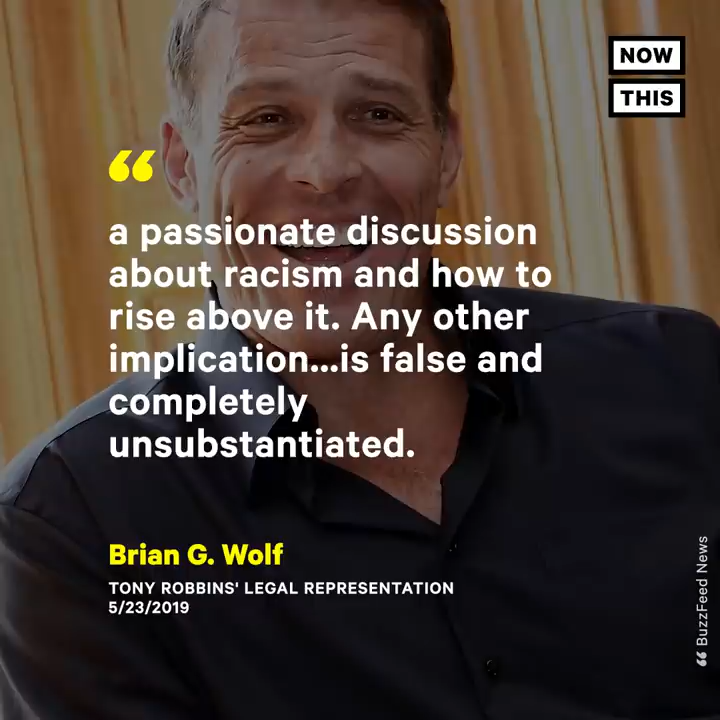 NOW
THIS
“
a passionate discussion
about racism and how to
rise above it. Any other
implication...is false and
completely
unsubstantiated.
Brian G. Wolf
TONY ROBBINS' LEGAL REPRESENTATION
5/23/2019
“ BuzzFeed News